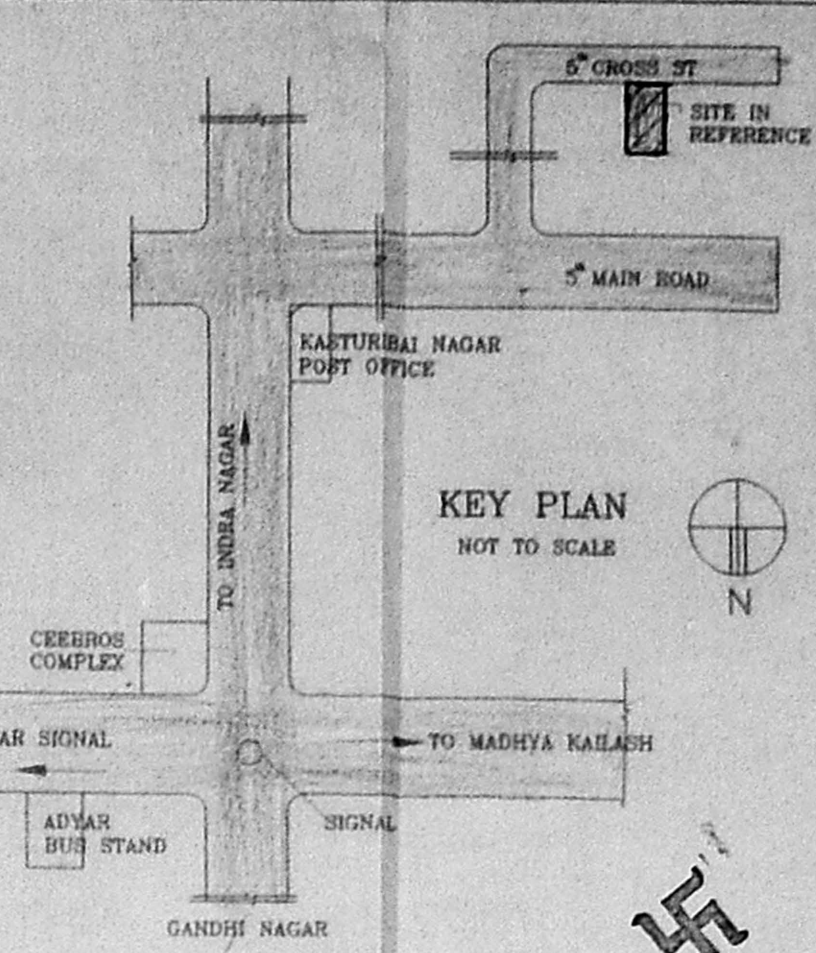 5th CROSS ST
SITE IN
REFERENCE
5th MAIN ROAD
KASTURIBAI NAGAR
POST OFFICE
TO INDRA NAGAR
KEY PLAN
NOT TO SCALE
N
CEEBROS
COMPLEX
AR SIGNAL
TO MADHYA KAILASH
ADYAR
BUS STAND
SIGNAL
GANDHI NAGAR